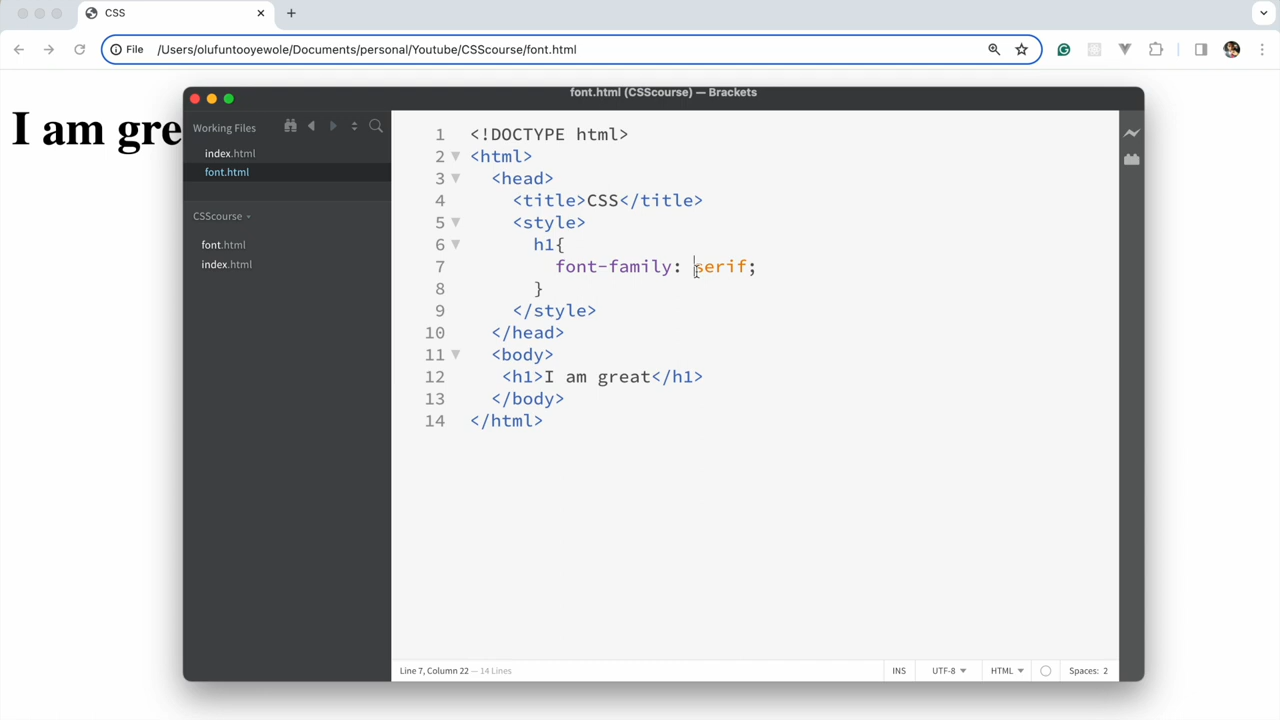 CSS
File /Users/olufuntooyewole/Documents/personal/Youtube/CSScourse/font.html
I am gre
font.html (CSScourse) — Brackets
Working Files
index.html
font.html
CSScourse
font.html
index.html
1 <!DOCTYPE html>
2 <html>
3 <head>
4 <title>CSS</title>
5 <style>
6 h1{
7 font-family: serif;
8 }
9 </style>
10 </head>
11 <body>
12 <h1>I am great</h1>
13 </body>
14 </html>
Line 7, Column 22 — 14 Lines
INS UTF-8 HTML Spaces: 2